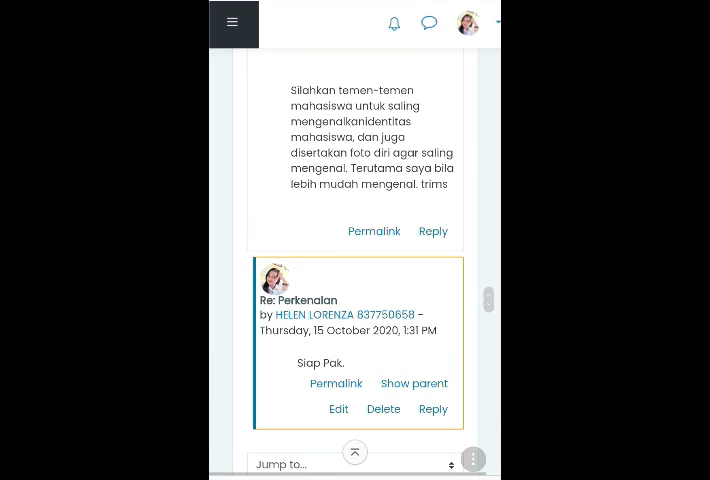 Silahkan temen-temen
mahasiswa untuk saling
mengenalkanidentitas
mahasiswa, dan juga
disertakan foto diri agar saling
mengenal. Terutama saya bila
lebih mudah mengenal. trims
Permalink Reply
Re: Perkenalan
by HELEN LORENZA 837750658 -
Thursday, 15 October 2020, 1:31 PM
Siap Pak.
Permalink Show parent
Edit Delete Reply
Jump to...